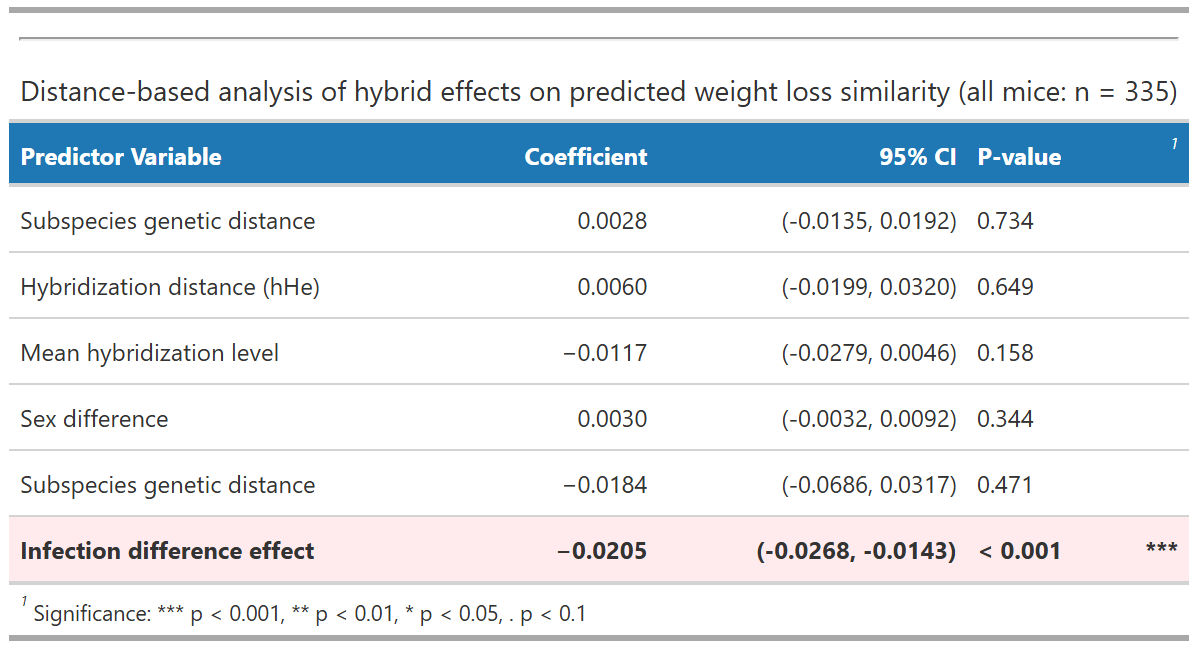 Distance-based analysis of hybrid effects on predicted weight loss similarity (all mice: n = 335)
Predictor Variable Coefficient 95% CI P-value 1
Subspecies genetic distance 0.0028 (-0.0135, 0.0192) 0.734
Hybridization distance (hHe) 0.0060 (-0.0199, 0.0320) 0.649
Mean hybridization level −0.0117 (-0.0279, 0.0046) 0.158
Sex difference 0.0030 (-0.0032, 0.0092) 0.344
Subspecies genetic distance −0.0184 (-0.0686, 0.0317) 0.471
Infection difference effect −0.0205 (-0.0268, -0.0143) < 0.001 ***
1 Significance: *** p < 0.001, ** p < 0.01, * p < 0.05, . p < 0.1